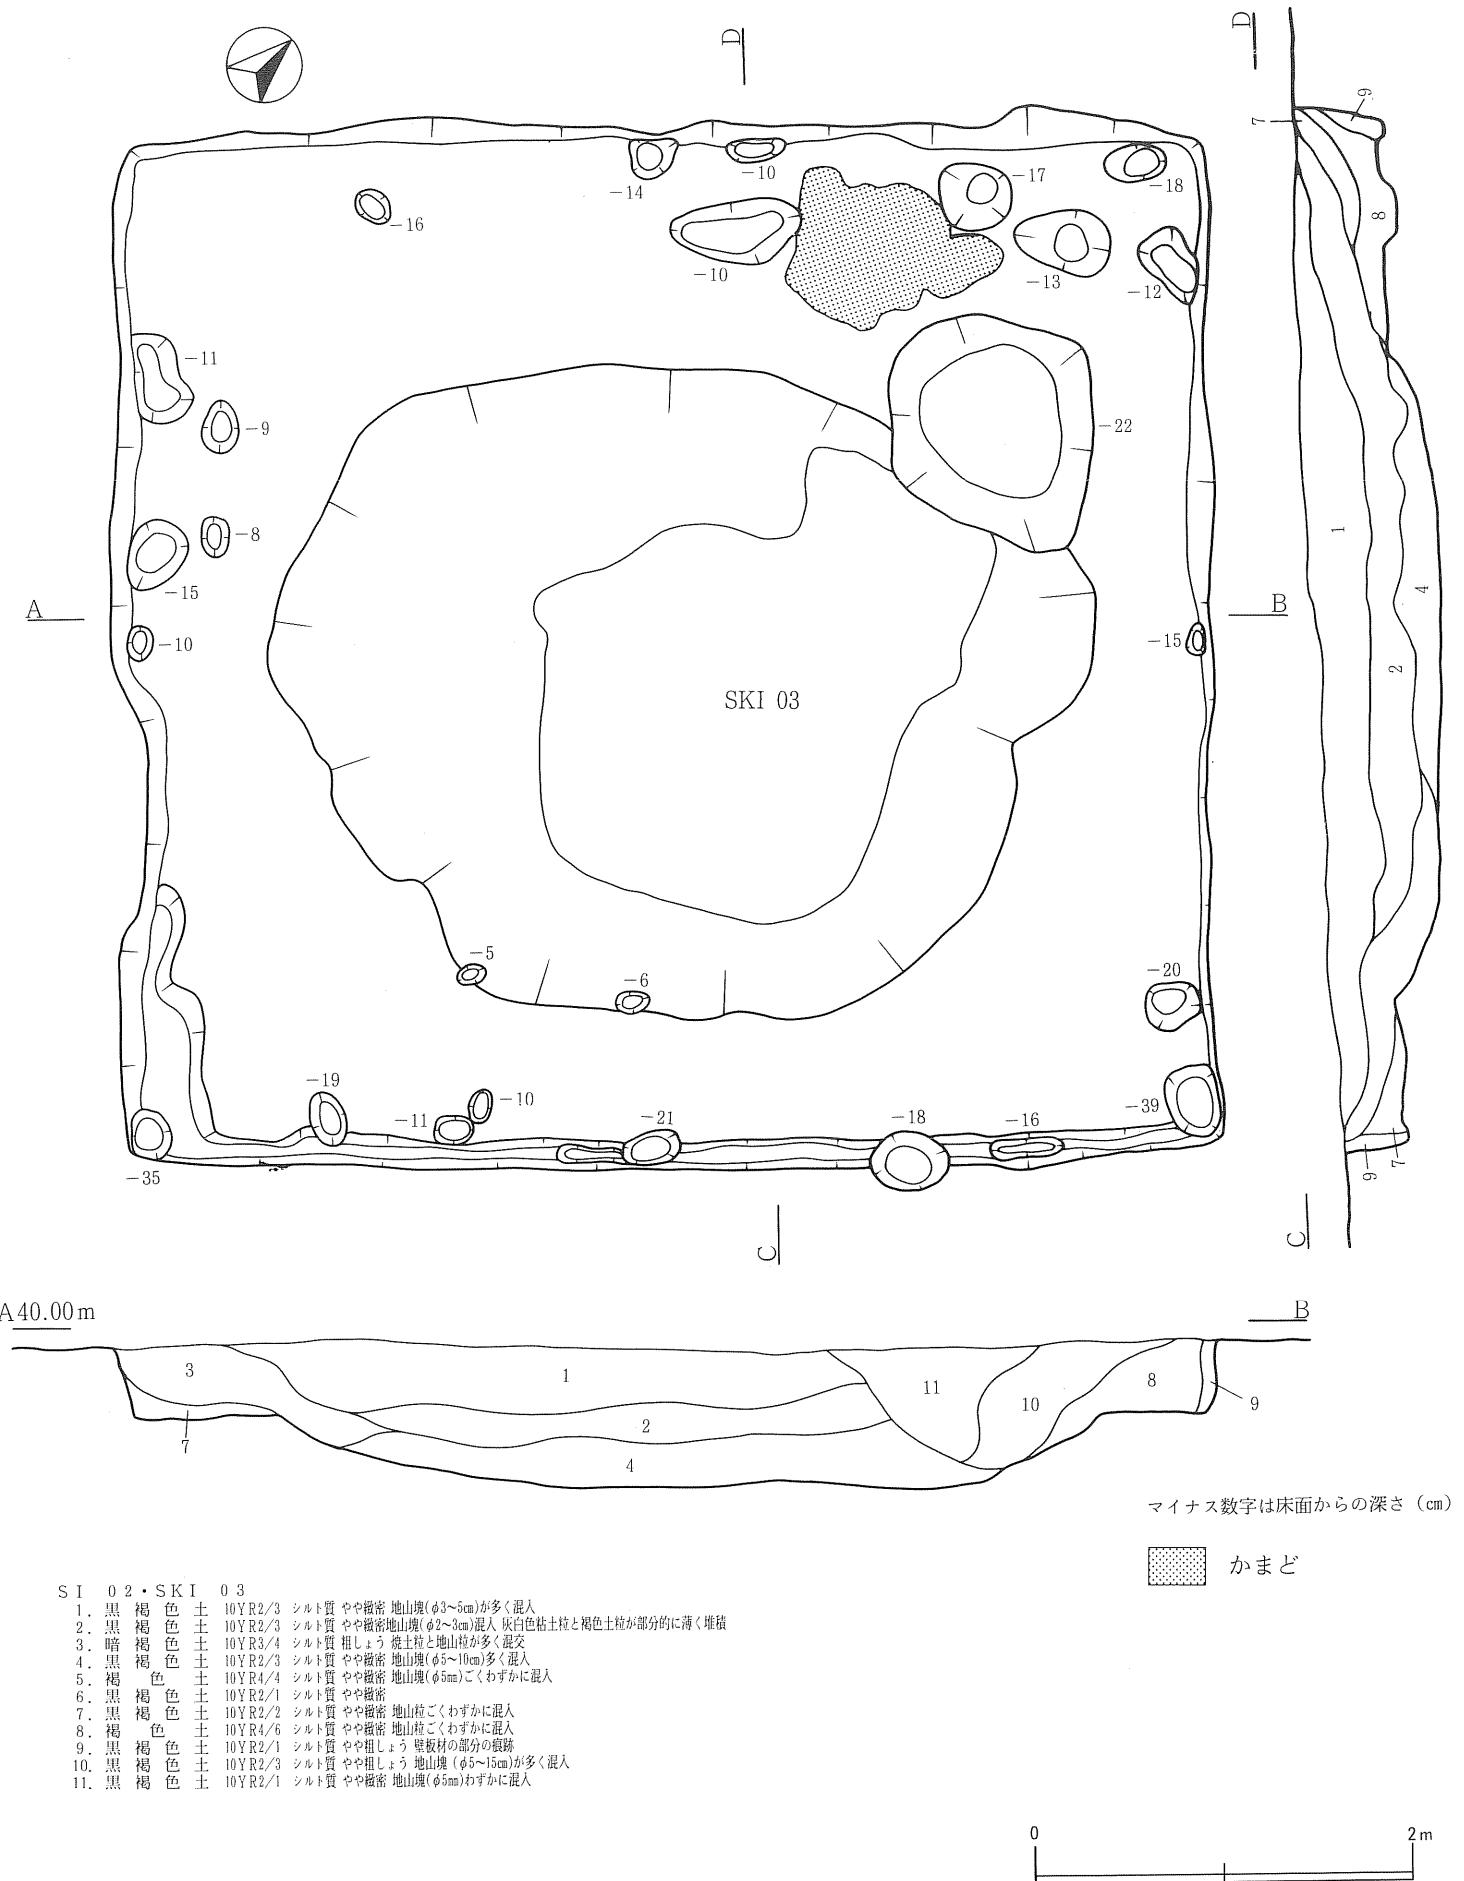 D
D
9
7
-14
-10
-17
-18
-16
8
-10
-13
-12
-11
-9
-22
-8
1
-15
4
A
B
-10
-15
2
SKI 03
-5
-6
-20
-19
-10
-11
-21
-18
-16
-39
-35
9
7
C
C
A40.00m
B
3
1
11
10
8
9
2
7
4
マイナス数字は床面からの深さ（㎝）
かまど
SI 02・SKI 03
1. 黒褐色土 10YR2/3 シルト質 やや緻密 地山塊(φ3〜5㎝)が多く混入
2. 黒褐色土 10YR2/3 シルト質 やや緻密地山塊(φ2〜3㎝)混入 灰白色粘土粒と褐色土粒が部分的に薄く堆積
3. 暗褐色土 10YR3/4 シルト質 粗しょう 焼土粒と地山粒が多く混交
4. 黒褐色土 10YR2/3 シルト質 やや緻密 地山塊(φ5〜10㎝)多く混入
5. 褐色土 10YR4/4 シルト質 やや緻密 地山塊(φ5㎜)ごくわずかに混入
6. 黒褐色土 10YR2/1 シルト質 やや緻密
7. 黒褐色土 10YR2/2 シルト質 やや緻密 地山粒ごくわずかに混入
8. 褐色土 10YR4/6 シルト質 やや緻密 地山粒ごくわずかに混入
9. 黒褐色土 10YR2/1 シルト質 やや粗しょう 壁板材の部分の痕跡
10. 黒褐色土 10YR2/3 シルト質 やや粗しょう 地山塊 (φ5〜15㎝)が多く混入
11. 黒褐色土 10YR2/1 シルト質 やや緻密 地山塊(φ5㎜)わずかに混入
0 2m